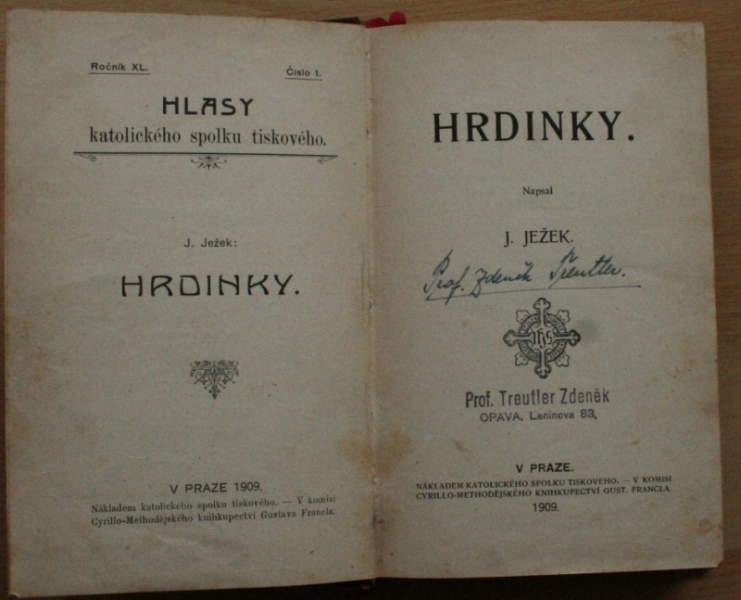 Ročník XL.
Číslo 1.
HLASY
katolického spolku tiskového.
J. Ježek:
HRDINKY.
V PRAZE 1909.
Nákladem katolického spolku tiskového. — V komisi
Cyrillo-Methodějského knihkupectví Gustava Francla.
HRDINKY.
Napsal
J. JEŽEK.
Prof. Zdeněk Treutler.
IHS
Prof. Treutler Zdeněk
OPAVA, Leninova 83,
V PRAZE.
NÁKLADEM KATOLICKÉHO SPOLKU TISKOVÉHO. — V KOMISI
CYRILLO-METHODĚJSKÉHO KNIHKUPECTVÍ GUST. FRANCLA.
1909.